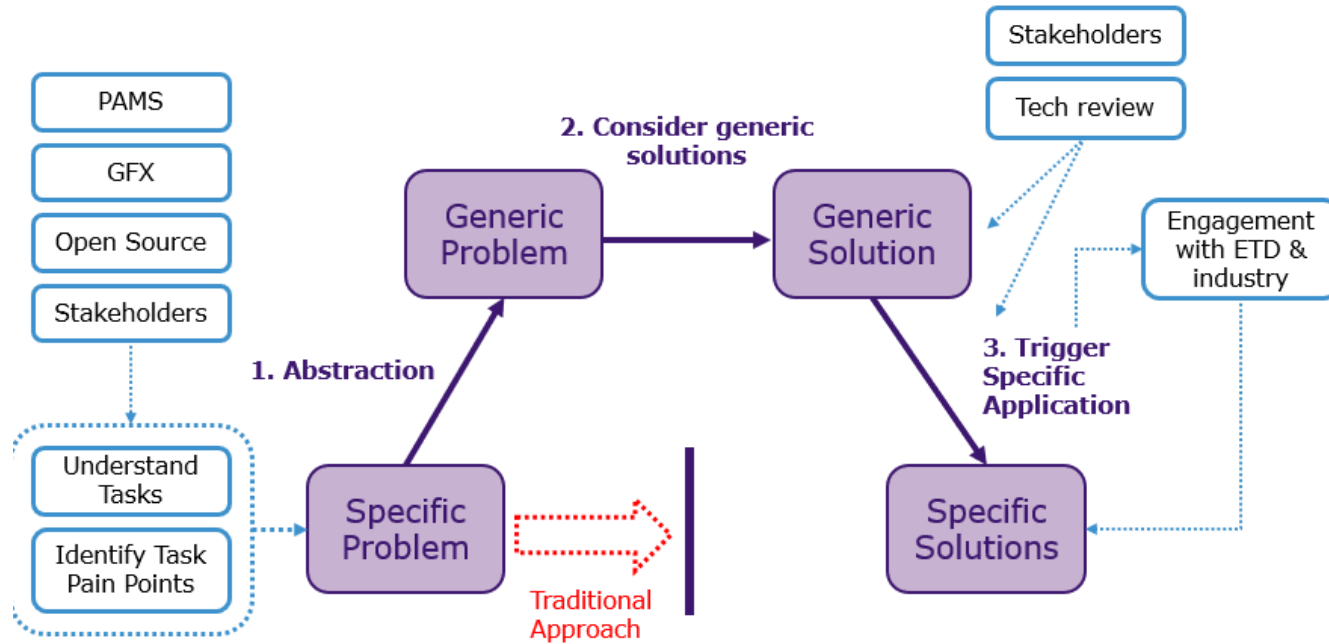 PAMS
GFX
Open Source
Stakeholders
Understand
Tasks
Identify Task
Pain Points
1. Abstraction
Specific
Problem
Traditional
Approach
Generic
Problem
2. Consider generic
solutions
Generic
Solution
Stakeholders
Tech review
Engagement
with ETD &
industry
3. Trigger
Specific
Application
Specific
Solutions